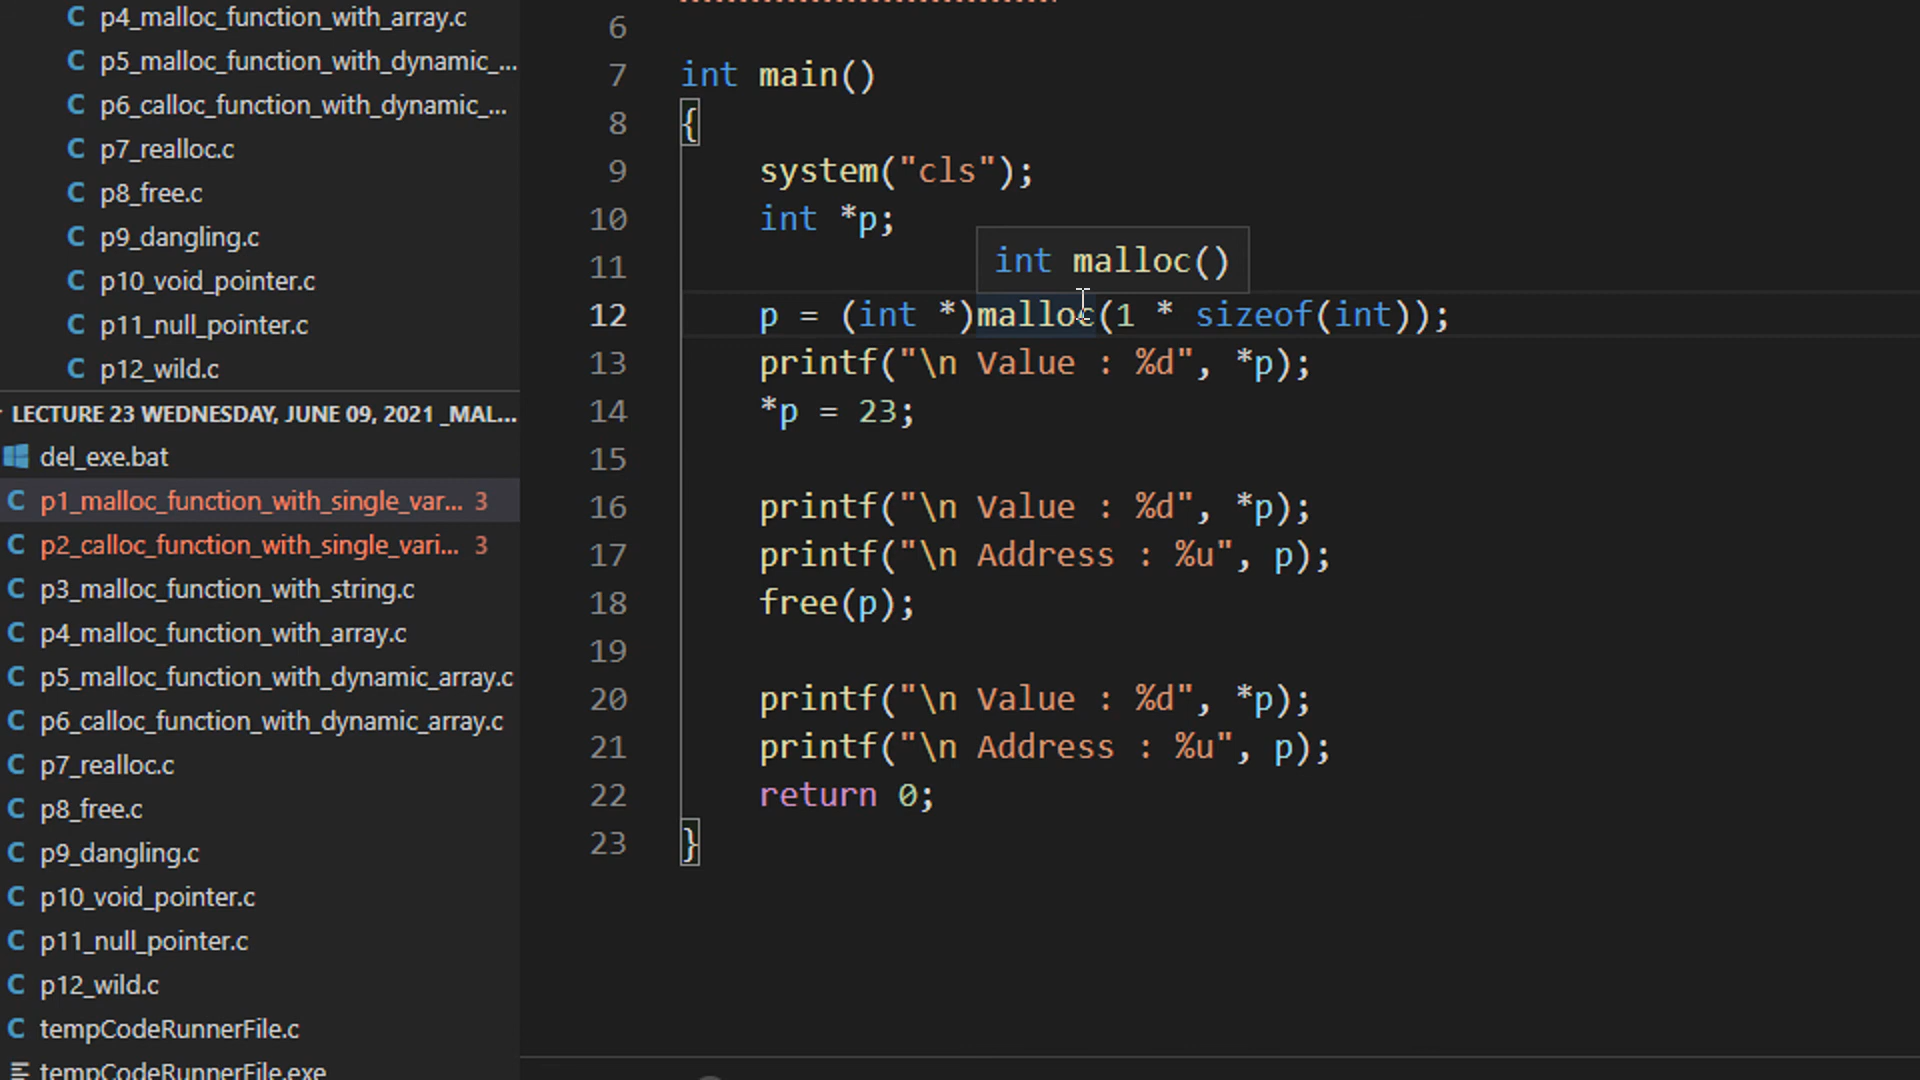 p4_malloc_function_with_array.c
p5_malloc_function_with_dynamic_...
p6_calloc_function_with_dynamic_...
p7_realloc.c
p8_free.c
p9_dangling.c
p10_void_pointer.c
p11_null_pointer.c
p12_wild.c
LECTURE 23 WEDNESDAY, JUNE 09, 2021 _MAL...
del_exe.bat
p1_malloc_function_with_single_var... 3
p2_calloc_function_with_single_vari... 3
p3_malloc_function_with_string.c
p4_malloc_function_with_array.c
p5_malloc_function_with_dynamic_array.c
p6_calloc_function_with_dynamic_array.c
p7_realloc.c
p8_free.c
p9_dangling.c
p10_void_pointer.c
p11_null_pointer.c
p12_wild.c
tempCodeRunnerFile.c
tempCodeRunnerFile.exe
6
7 int main()
8 {
9 system("cls");
10 int *p;
11 int malloc()
12 p = (int *)malloc(1 * sizeof(int));
13 printf("\n Value : %d", *p);
14 *p = 23;
15
16 printf("\n Value : %d", *p);
17 printf("\n Address : %u", p);
18 free(p);
19
20 printf("\n Value : %d", *p);
21 printf("\n Address : %u", p);
22 return 0;
23 }